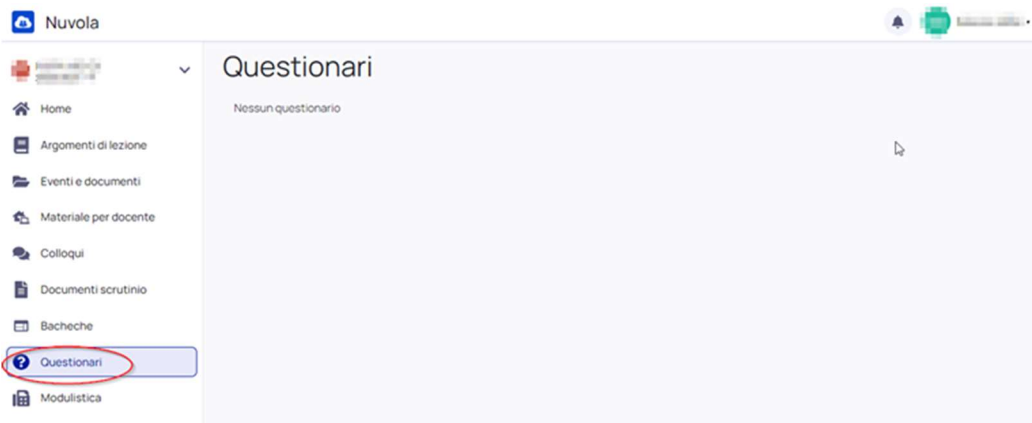 Nuvola
Home
Argomenti di lezione
Eventi e documenti
Materiale per docente
Colloqui
Documenti scrutinio
Bacheche
Questionari
Modulistica
Questionari
Nessun questionario